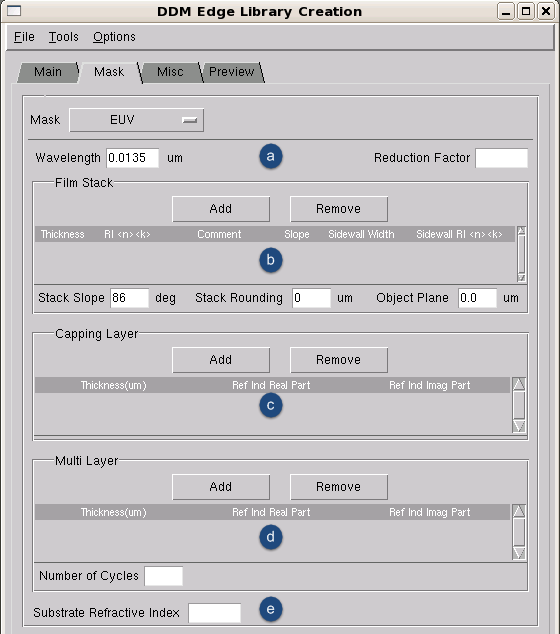 DDM Edge Library Creation
File Tools Options
Main Mask Misc Preview
Mask EUV
a
Wavelength 0.0135 um Reduction Factor
Film Stack
Add Remove
Thickness RI <n><k> Comment Slope Sidewall Width Sidewall RI <n><k>
b
Stack Slope 86 deg Stack Rounding 0 um Object Plane 0.0 um
Capping Layer
Add Remove
Thickness(um) Ref Ind Real Part Ref Ind Imag Part
c
Multi Layer
Add Remove
Thickness(um) Ref Ind Real Part Ref Ind Imag Part
d
Number of Cycles
Substrate Refractive Index e